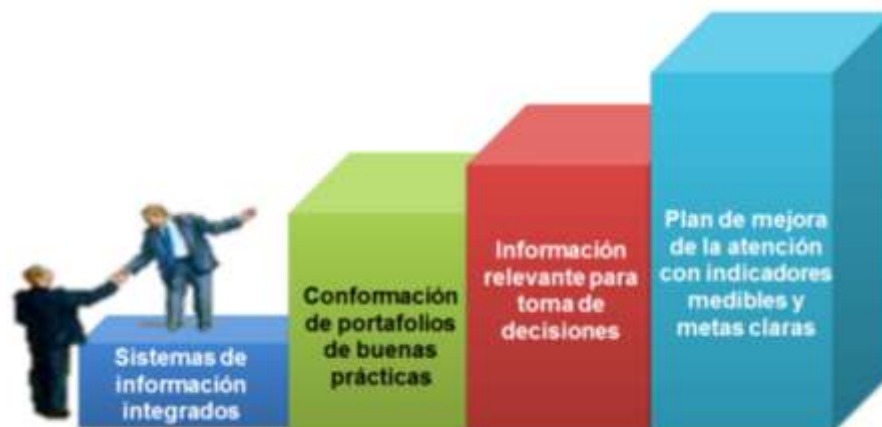 Sistemas de
información
integrados
Conformación
de portafolios
de buenas
prácticas
Información
relevante para
toma de
decisiones
Plan de mejora
de la atención
con indicadores
medibles y
metas claras